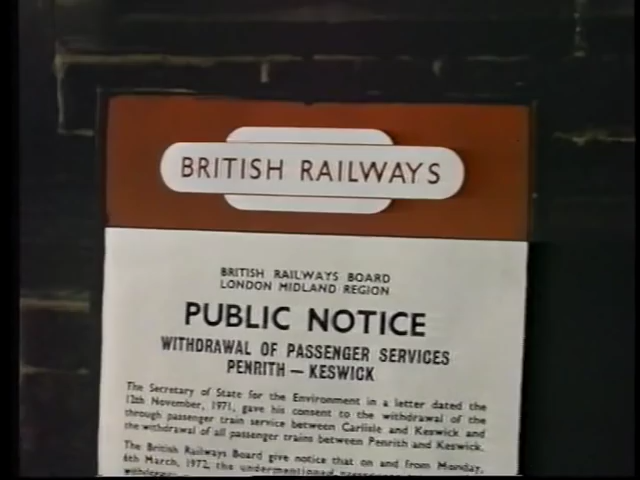 BRITISH RAILWAYS
BRITISH RAILWAYS BOARD
LONDON MIDLAND REGION
PUBLIC NOTICE
WITHDRAWAL OF PASSENGER SERVICES
PENRITH — KESWICK
The Secretary of State for the Environment in a letter dated the
12th November, 1971, gave his consent to the withdrawal of the
through passenger train service between Carlisle and Keswick and
the withdrawal of all passenger trains between Penrith and Keswick.
The British Railways Board give notice that on and from Monday,
6th March, 1972, the undermentioned passenger